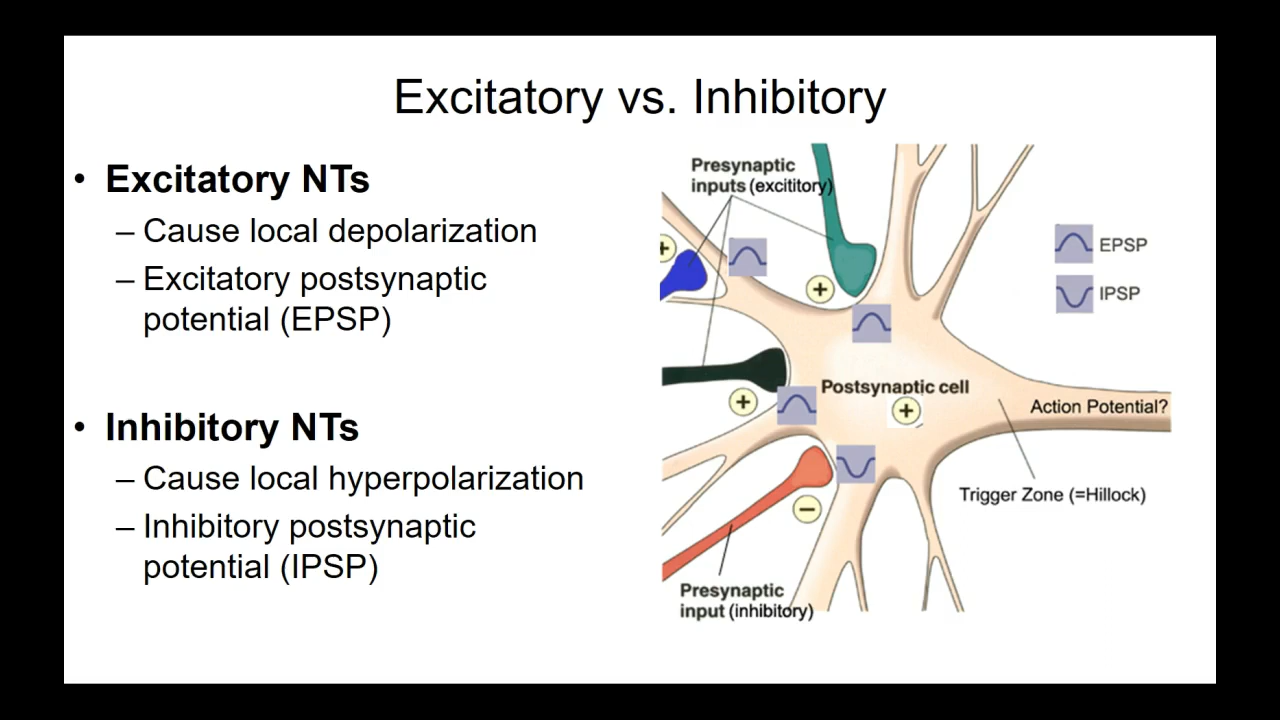 Excitatory vs. Inhibitory
• Excitatory NTs
– Cause local depolarization
– Excitatory postsynaptic
potential (EPSP)
• Inhibitory NTs
– Cause local hyperpolarization
– Inhibitory postsynaptic
potential (IPSP)
Presynaptic
inputs (excititory)
+
+
+
EPSP
IPSP
Postsynaptic cell
+
Action Potential?
Trigger Zone (=Hillock)
−
Presynaptic
input (inhibitory)